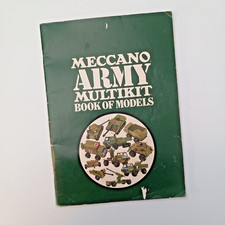 MECCANO
ARMY
MULTIKIT
BOOK OF MODELS